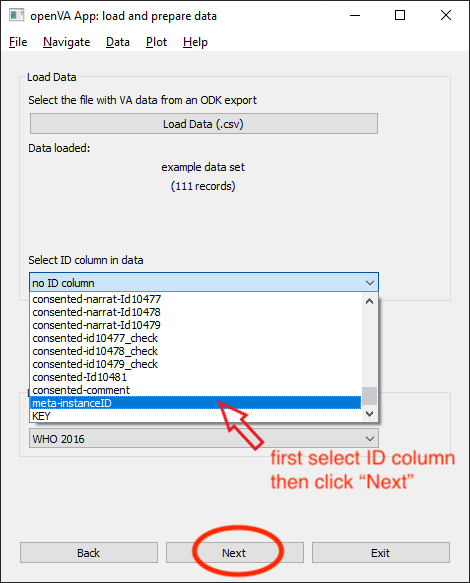 openVA App: load and prepare data
File Navigate Data Plot Help
Load Data
Select the file with VA data from an ODK export
Load Data (.csv)
Data loaded:
example data set
(111 records)
Select ID column in data
no ID column
consented-narrat-Id10477
consented-narrat-Id10478
consented-narrat-Id10479
consented-id10477_check
consented-id10478_check
consented-id10479_check
consented-Id10481
consented-comment
meta-instanceID
KEY
WHO 2016
first select ID column
then click “Next”
Back Next Exit